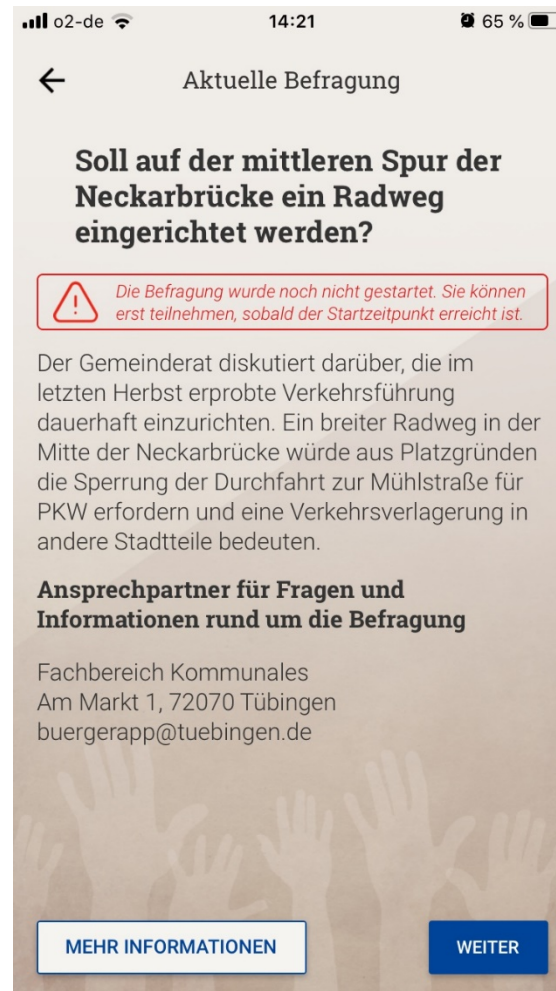 o2-de 14:21 65 %
Aktuelle Befragung
Soll auf der mittleren Spur der
Neckarbrücke ein Radweg
eingerichtet werden?
Die Befragung wurde noch nicht gestartet. Sie können
erst teilnehmen, sobald der Startzeitpunkt erreicht ist.
Der Gemeinderat diskutiert darüber, die im
letzten Herbst erprobte Verkehrsführung
dauerhaft einzurichten. Ein breiter Radweg in der
Mitte der Neckarbrücke würde aus Platzgründen
die Sperrung der Durchfahrt zur Mühlstraße für
PKW erfordern und eine Verkehrsverlagerung in
andere Stadtteile bedeuten.
Ansprechpartner für Fragen und
Informationen rund um die Befragung
Fachbereich Kommunales
Am Markt 1, 72070 Tübingen
buergerapp@tuebingen.de
MEHR INFORMATIONEN WEITER